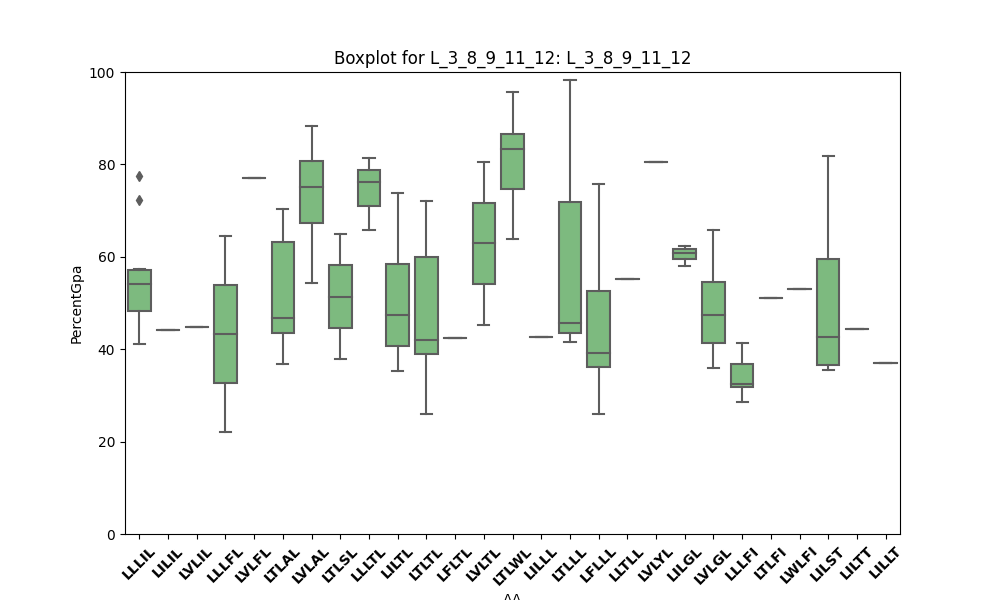 Boxplot for L_3_8_9_11_12: L_3_8_9_11_12
100
80
60
40
20
0
PercentGpa
LLLIL
LILIL
LVLIL
LLLFL
LVLFL
LTLAL
LVLAL
LTLSL
LLLTL
LILTL
LTLTL
LFLTL
LVLTL
LTLWL
LILLL
LTLLL
LFLLL
LLTLL
LVLYL
LILGL
LVLGL
LLLFI
LTLFI
LWLFI
LILST
LILTT
LILLT
AA